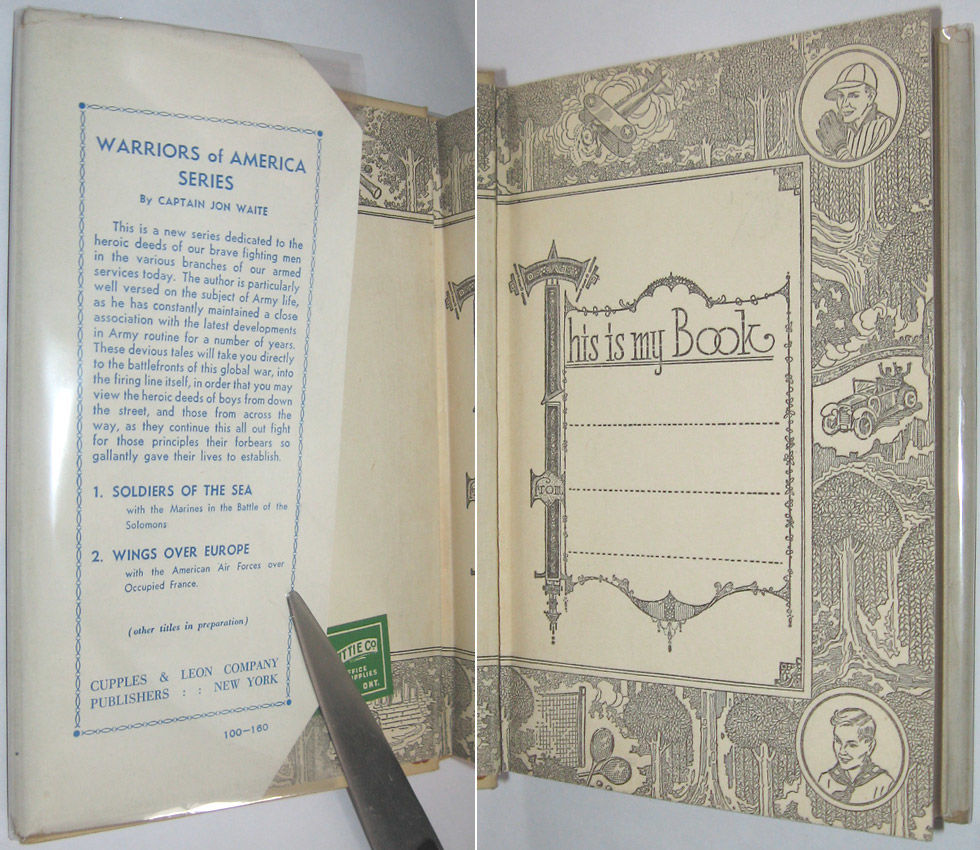 WARRIORS of AMERICA
SERIES
By CAPTAIN JON WAITE
This is a new series dedicated to the
heroic deeds of our brave fighting men
in the various branches of our armed
services today. The author is particularly
well versed on the subject of Army life,
as he has constantly maintained a close
association with the latest developments
in Army routine for a number of years.
These devious tales will take you directly
to the battlefronts of this global war, into
the firing line itself, in order that you may
view the heroic deeds of boys from down
the street, and those from across the
way, as they continue this all out fight
for those principles their forbears so
gallantly gave their lives to establish.
1. SOLDIERS OF THE SEA
with the Marines in the Battle of the
Solomons
2. WINGS OVER EUROPE
with the American Air Forces over
Occupied France.
(other titles in preparation)
CUPPLES & LEON COMPANY
PUBLISHERS : : NEW YORK
100-160
TTIE CO
FICE
PPLIES
ONT.
This is my Book